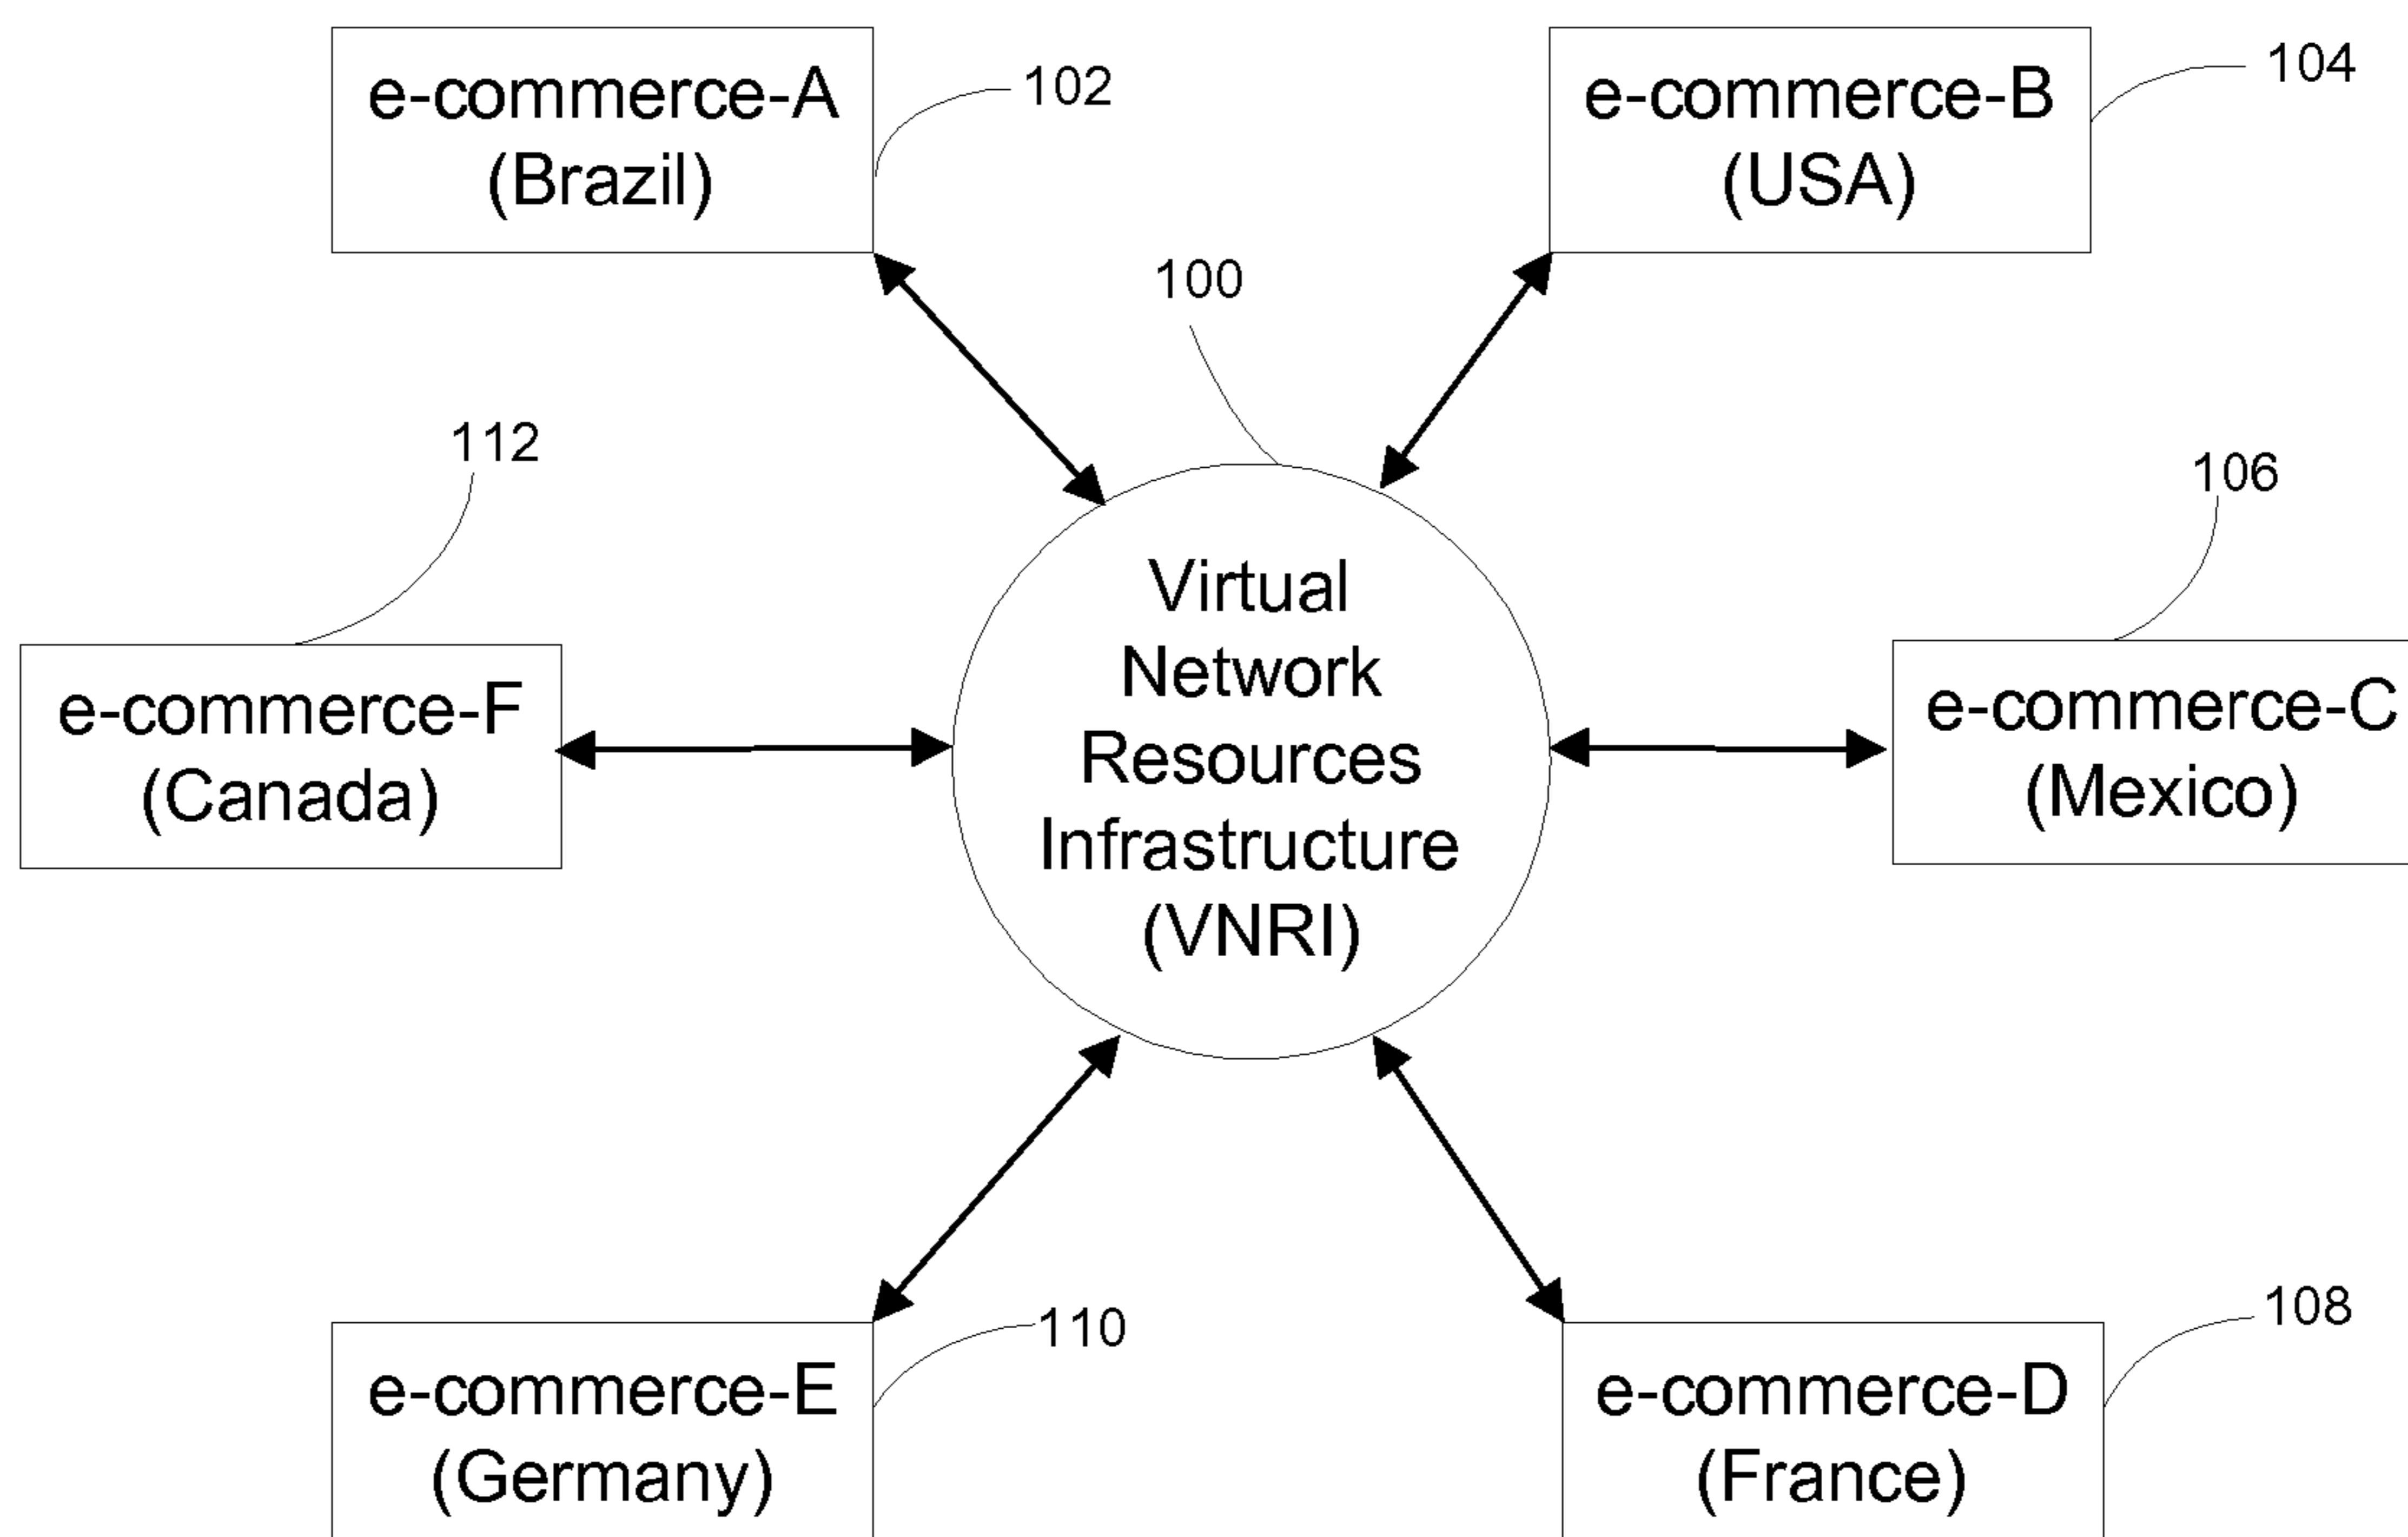 e-commerce-A
(Brazil)
102
e-commerce-B
(USA)
104
100
112
106
Virtual
Network
Resources
Infrastructure
(VNRI)
e-commerce-F
(Canada)
e-commerce-C
(Mexico)
e-commerce-E
(Germany)
110
e-commerce-D
(France)
108